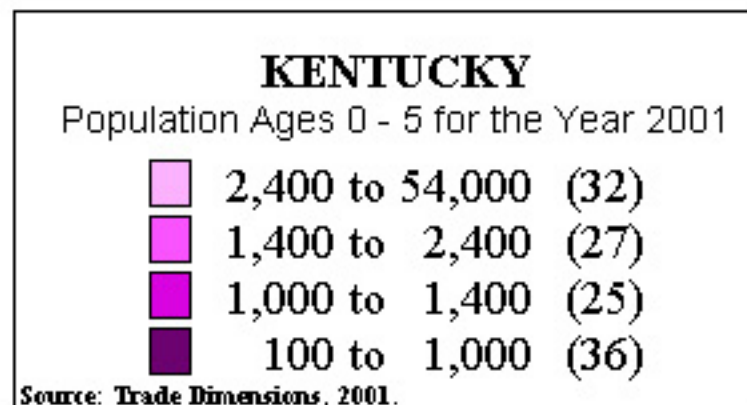 KENTUCKY
Population Ages 0 - 5 for the Year 2001
2,400 to 54,000 (32)
1,400 to 2,400 (27)
1,000 to 1,400 (25)
100 to 1,000 (36)
Source: Trade Dimensions, 2001.